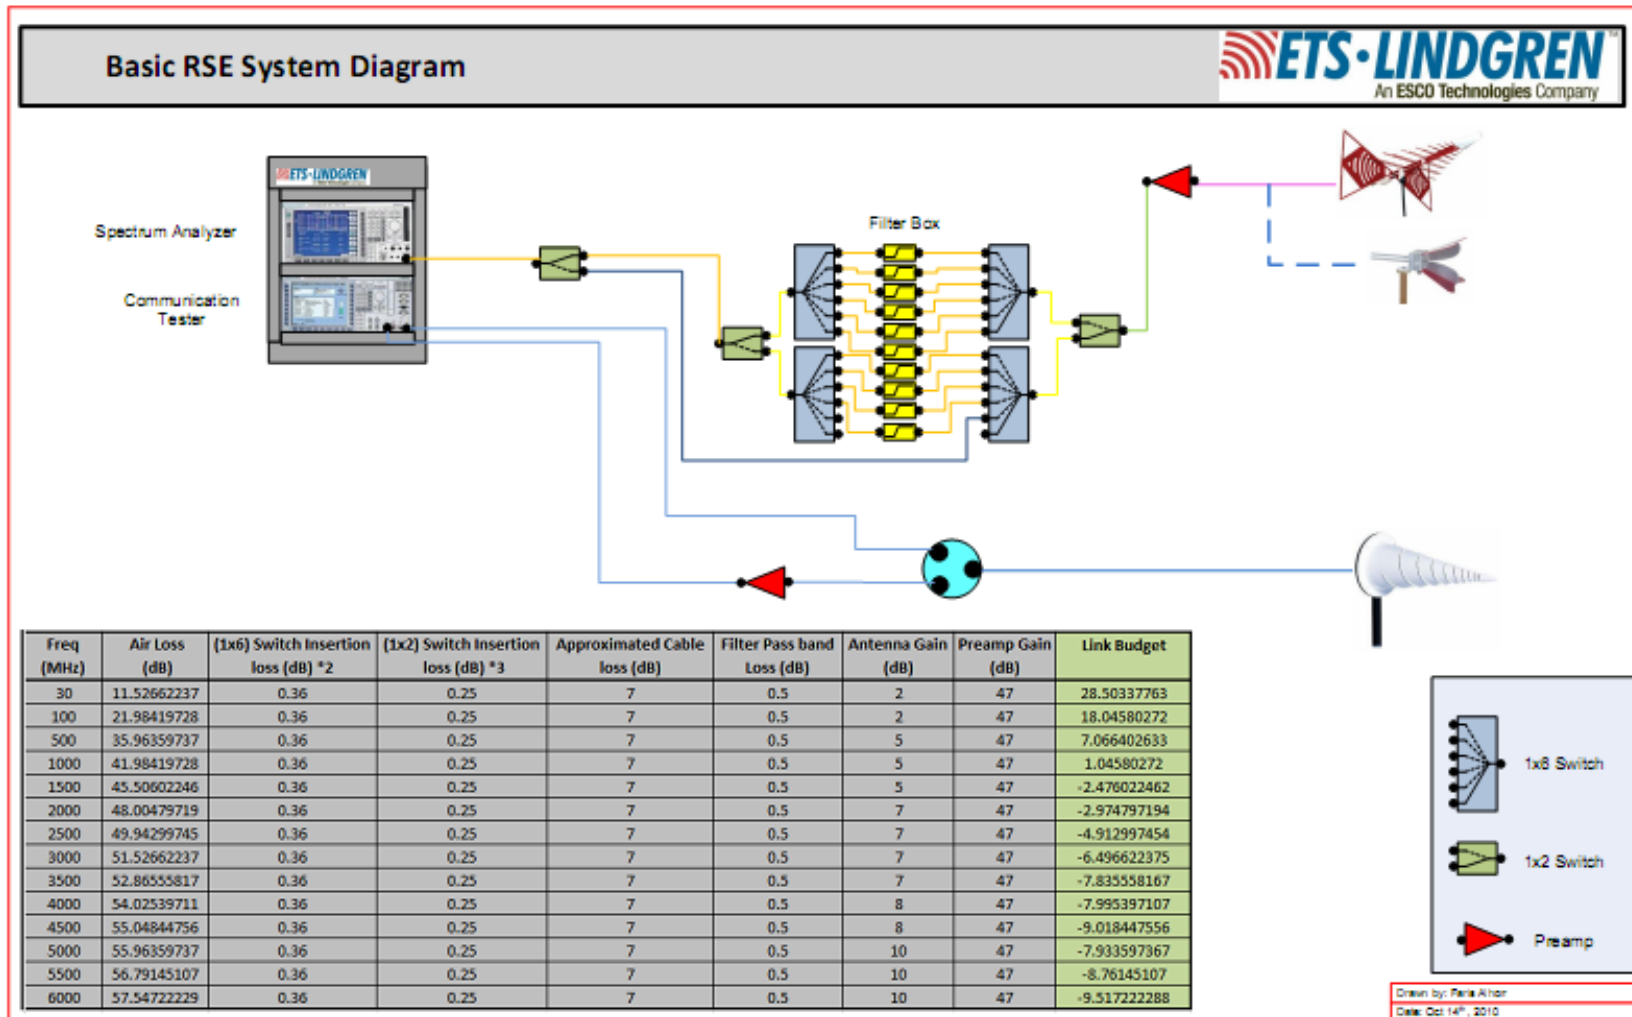 Basic RSE System Diagram
ETS·LINDGREN
An ESCO Technologies Company
ETS·LINDGREN
Spectrum Analyzer
Communication
Tester
Filter Box
Freq (MHz) Air Loss (dB) (1x6) Switch Insertion loss (dB) *2 (1x2) Switch Insertion loss (dB) *3 Approximated Cable loss (dB) Filter Pass band Loss (dB) Antenna Gain (dB) Preamp Gain (dB) Link Budget
30 11.52662237 0.36 0.25 7 0.5 2 47 28.50337763
100 21.98419728 0.36 0.25 7 0.5 2 47 18.04580272
500 35.96359737 0.36 0.25 7 0.5 5 47 7.066402633
1000 41.98419728 0.36 0.25 7 0.5 5 47 1.04580272
1500 45.50602246 0.36 0.25 7 0.5 5 47 -2.476022462
2000 48.00479719 0.36 0.25 7 0.5 7 47 -2.974797194
2500 49.94299745 0.36 0.25 7 0.5 7 47 -4.912997454
3000 51.52662237 0.36 0.25 7 0.5 7 47 -6.496622375
3500 52.86555817 0.36 0.25 7 0.5 7 47 -7.835558167
4000 54.02539711 0.36 0.25 7 0.5 8 47 -7.995397107
4500 55.04844756 0.36 0.25 7 0.5 8 47 -9.018447556
5000 55.96359737 0.36 0.25 7 0.5 10 47 -7.933597367
5500 56.79145107 0.36 0.25 7 0.5 10 47 -8.76145107
6000 57.54722229 0.36 0.25 7 0.5 10 47 -9.517222288
1x6 Switch
1x2 Switch
Preamp
Drawn by: Faris Alhorr
Date: Oct 14th, 2010